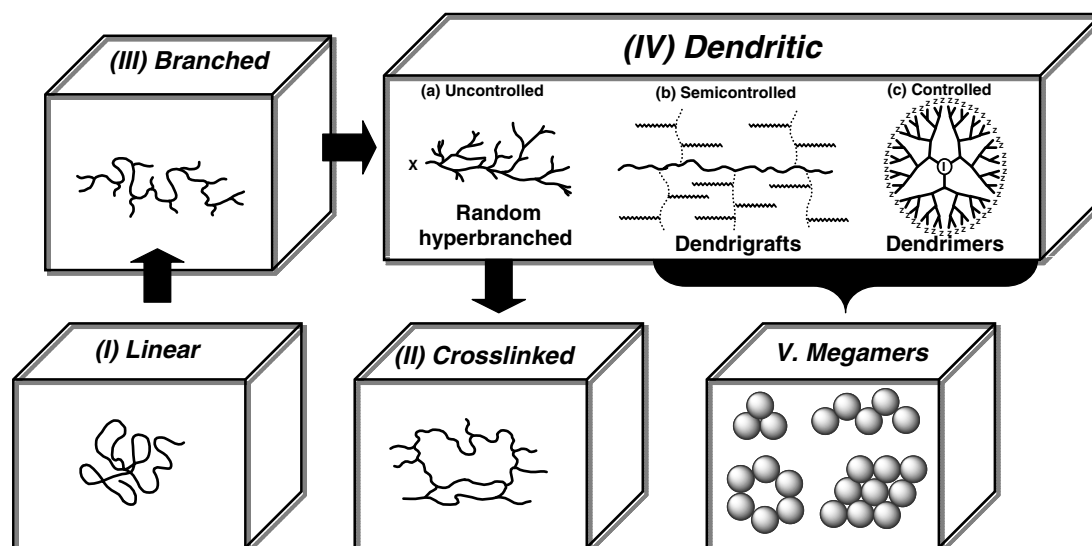 (III) Branched
(IV) Dendritic
(a) Uncontrolled
(b) Semicontrolled
(c) Controlled
X
Random
hyperbranched
Dendrigrafts
I
z z z z z z z z z z z z z z z z z z z z z z z z z z z z z z z z z z z z
Dendrimers
(I) Linear
(II) Crosslinked
V. Megamers